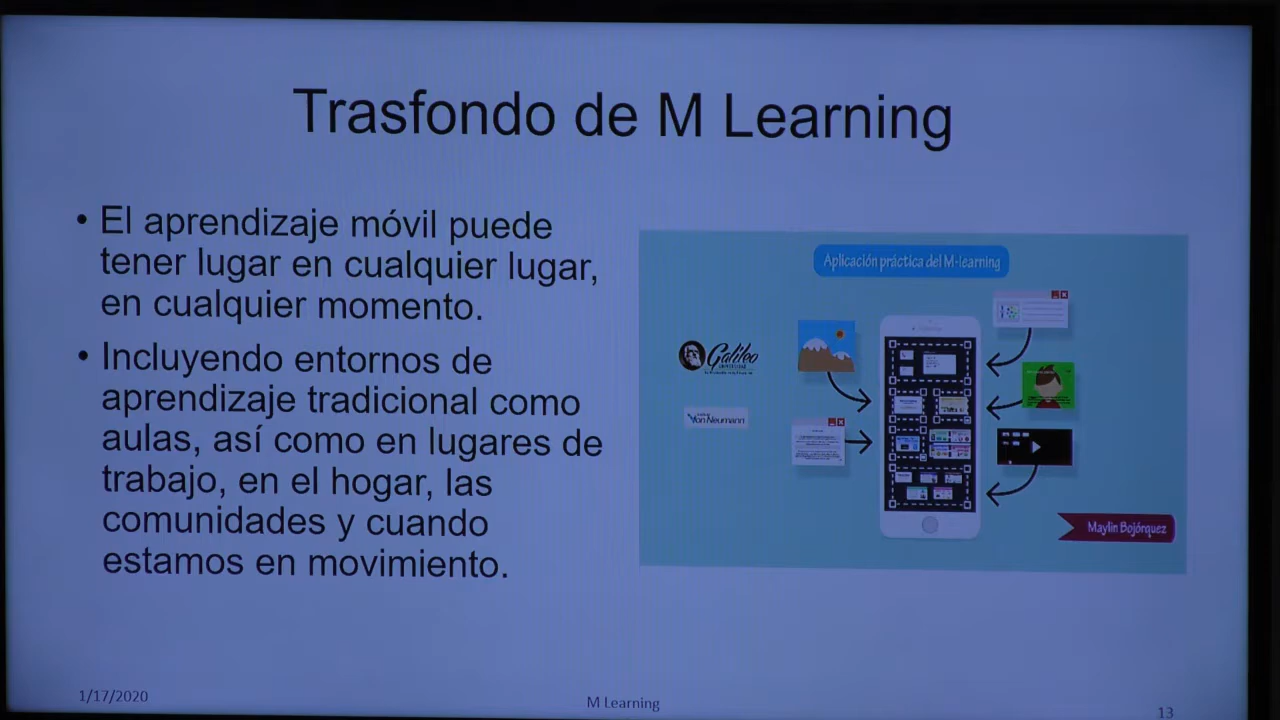 Trasfondo de M Learning
• El aprendizaje móvil puede
tener lugar en cualquier lugar,
en cualquier momento.
• Incluyendo entornos de
aprendizaje tradicional como
aulas, así como en lugares de
trabajo, en el hogar, las
comunidades y cuando
estamos en movimiento.
Aplicación práctica del M-learning
Galileo
UNIVERSIDAD
Von Neumann
Maylin Bojórquez
1/17/2020
M Learning
13